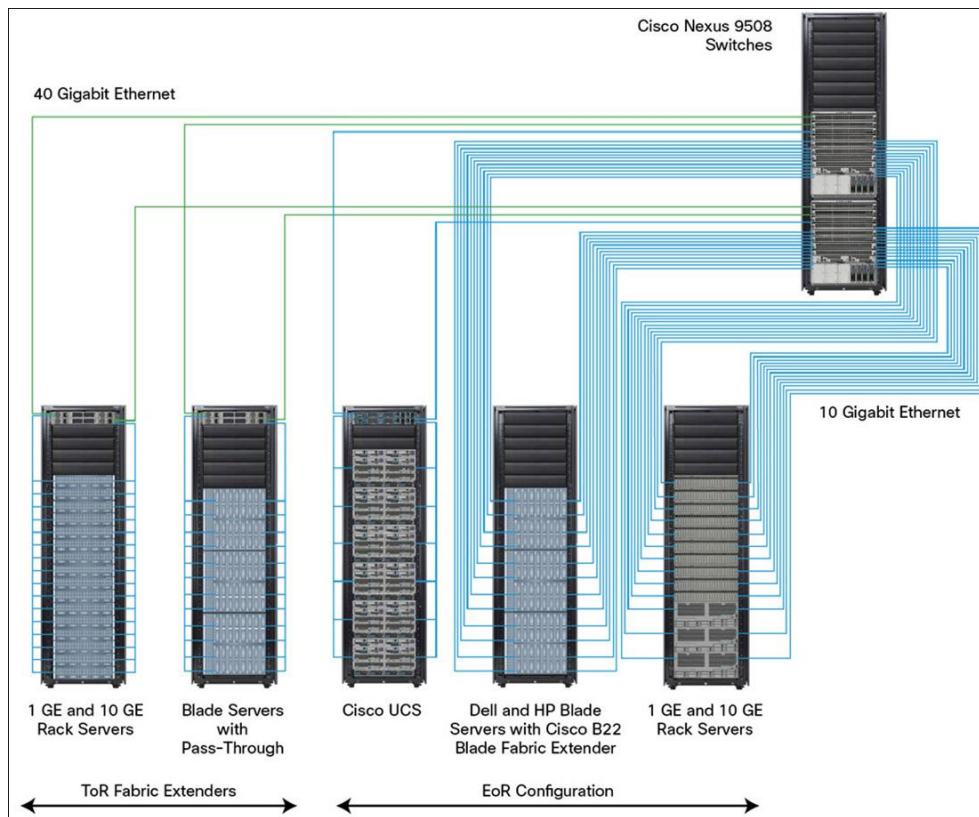 Cisco Nexus 9508
Switches
40 Gigabit Ethernet
10 Gigabit Ethernet
1 GE and 10 GE
Rack Servers
Blade Servers
with
Pass-Through
Cisco UCS
Dell and HP Blade
Servers with Cisco B22
Blade Fabric Extender
1 GE and 10 GE
Rack Servers
ToR Fabric Extenders
EoR Configuration